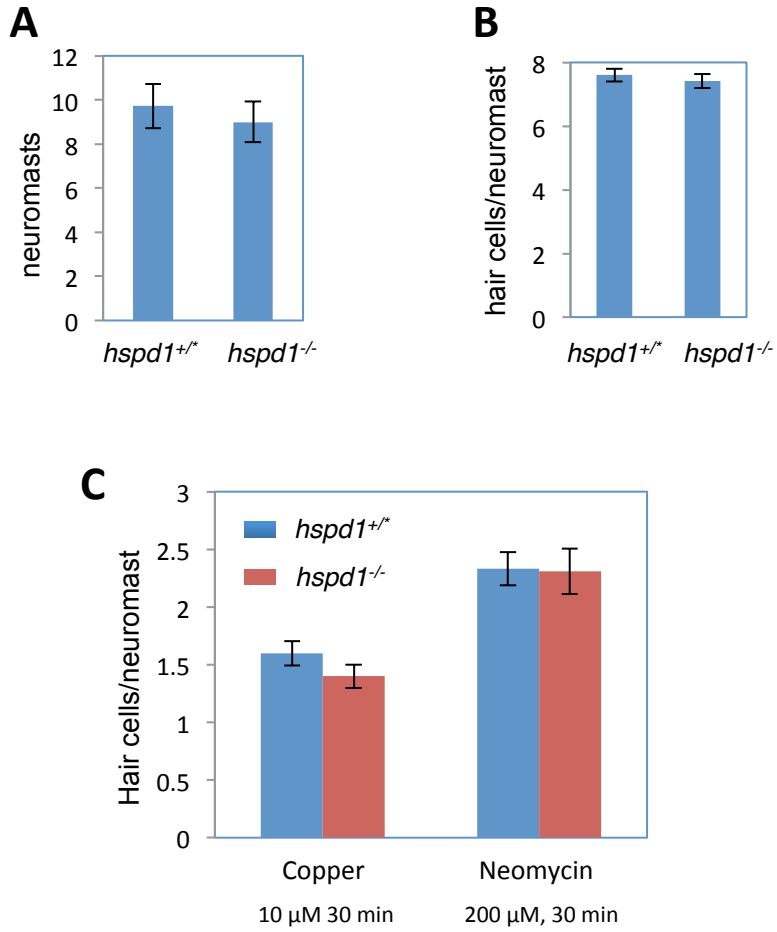 A
neuromasts
12
10
8
6
4
2
0
hspd1+/*
hspd1-/-
B
hair cells/neuromast
8
6
4
2
0
hspd1+/*
hspd1-/-
C
Hair cells/neuromast
3
2.5
2
1.5
1
0.5
0
hspd1+/*
hspd1-/-
Copper
Neomycin
10 µM 30 min
200 µM, 30 min